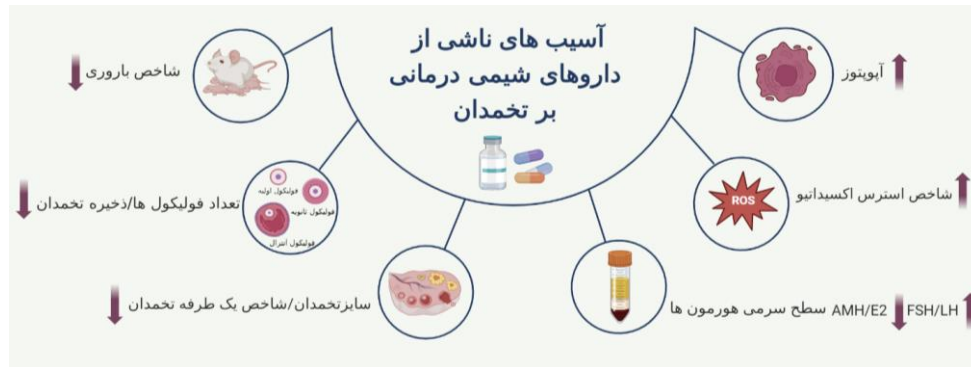 آسیب های ناشی از
داروهای شیمی درمانی
بر تخمدان
آپوپتوز
شاخص استرس اکسیداتیو
ROS
سطح سرمی هورمون ها AMH/E2 FSH/LH
سایزتخمدان/شاخص یک طرفه تخمدان
تعداد فولیکول ها/ذخیره تخمدان
فولیکول اولیه
فولیکول ثانویه
فولیکول آنترال
شاخص باروری